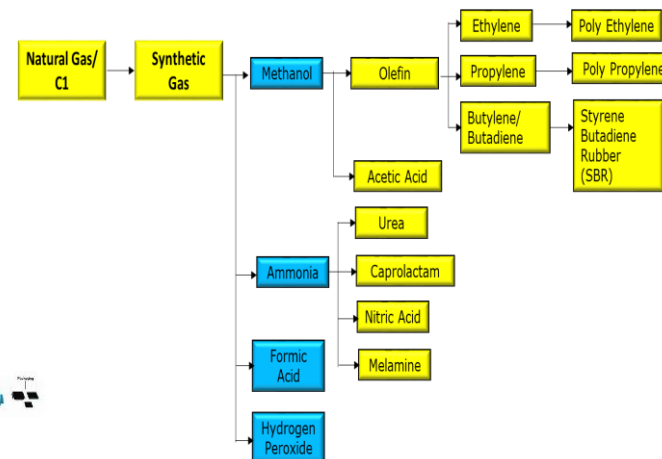 Natural Gas/
C1
Synthetic
Gas
Methanol
Olefin
Ethylene
Poly Ethylene
Propylene
Poly Propylene
Butylene/
Butadiene
Styrene
Butadiene
Rubber
(SBR)
Acetic Acid
Ammonia
Urea
Caprolactam
Nitric Acid
Melamine
Formic
Acid
Hydrogen
Peroxide